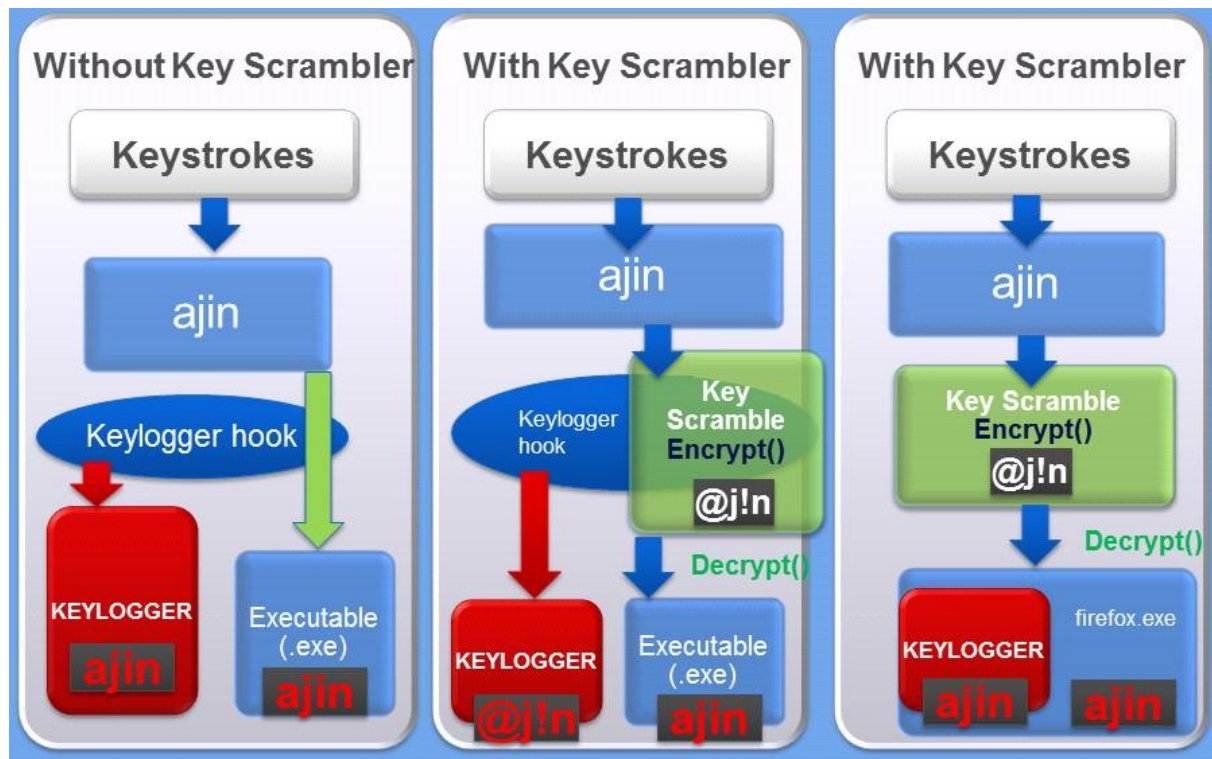 Without Key Scrambler
Keystrokes
ajin
Keylogger hook
KEYLOGGER
ajin
Executable
(.exe)
ajin
With Key Scrambler
Keystrokes
ajin
Keylogger
hook
Key
Scramble
Encrypt()
@j!n
Decrypt()
KEYLOGGER
@j!n
Executable
(.exe)
ajin
With Key Scrambler
Keystrokes
ajin
Key Scramble
Encrypt()
@j!n
Decrypt()
firefox.exe
KEYLOGGER
ajin
ajin